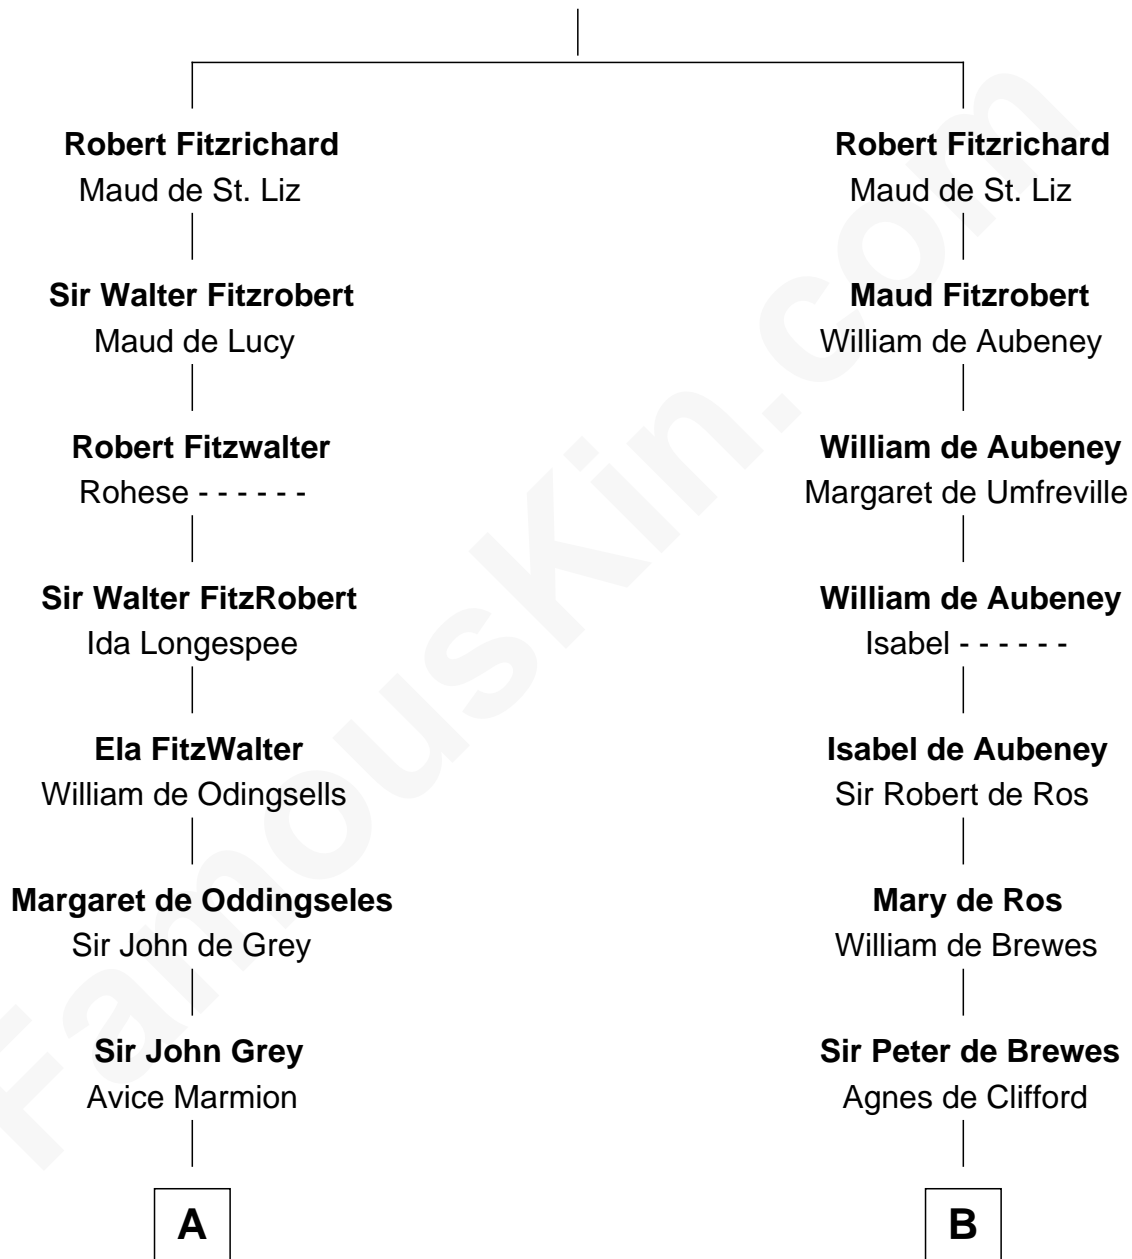 Robert Fitzrichard
Maud de St. Liz
Sir Walter Fitzrobert
Maud de Lucy
Robert Fitzwalter
Rohese - - - - - -
Sir Walter FitzRobert
Ida Longespee
Ela FitzWalter
William de Odingsells
Margaret de Oddingseles
Sir John de Grey
Sir John Grey
Avice Marmion
A
Robert Fitzrichard
Maud de St. Liz
Maud Fitzrobert
William de Aubeney
William de Aubeney
Margaret de Umfreville
William de Aubeney
Isabel - - - - - -
Isabel de Aubeney
Sir Robert de Ros
Mary de Ros
William de Brewes
Sir Peter de Brewes
Agnes de Clifford
B
FamousKin.com